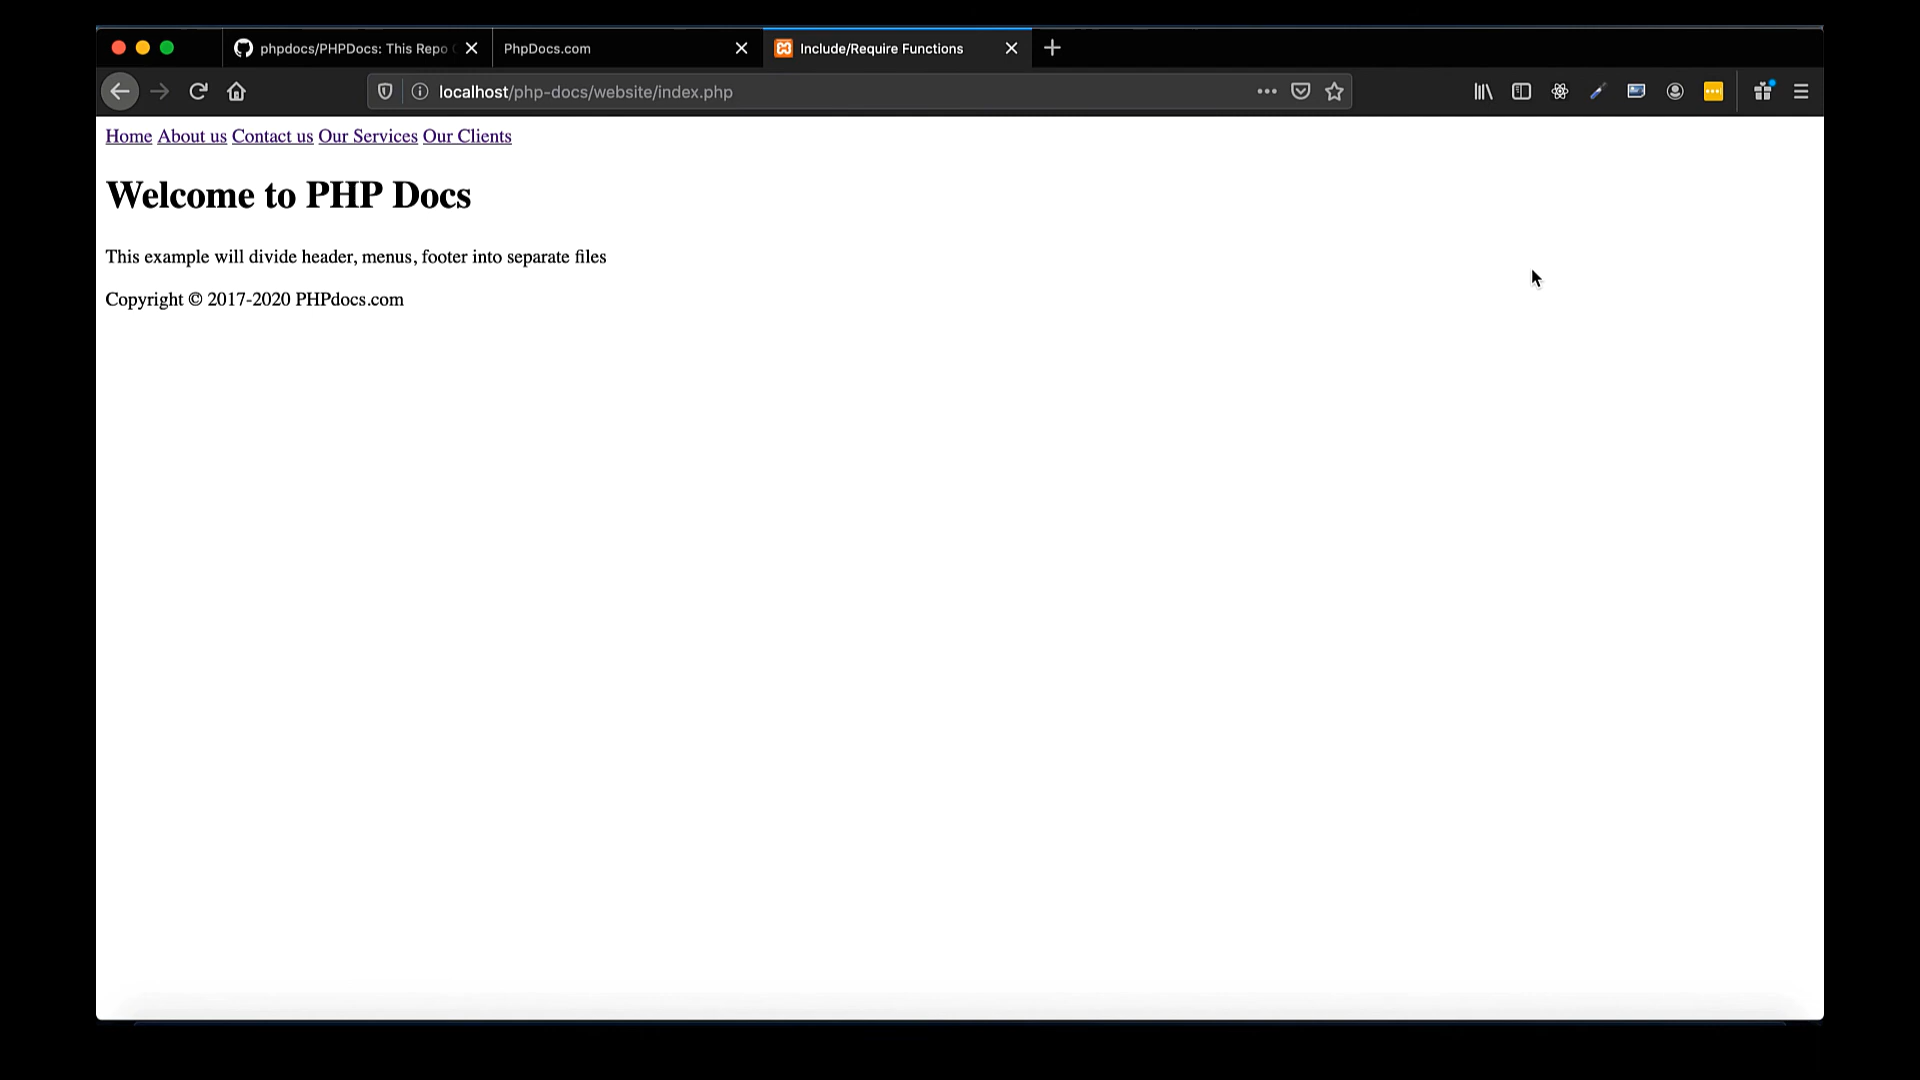 phpdocs/PHPDocs: This Repo
PhpDocs.com
Include/Require Functions
localhost/php-docs/website/index.php
Home About us Contact us Our Services Our Clients
Welcome to PHP Docs
This example will divide header, menus, footer into separate files
Copyright © 2017-2020 PHPdocs.com